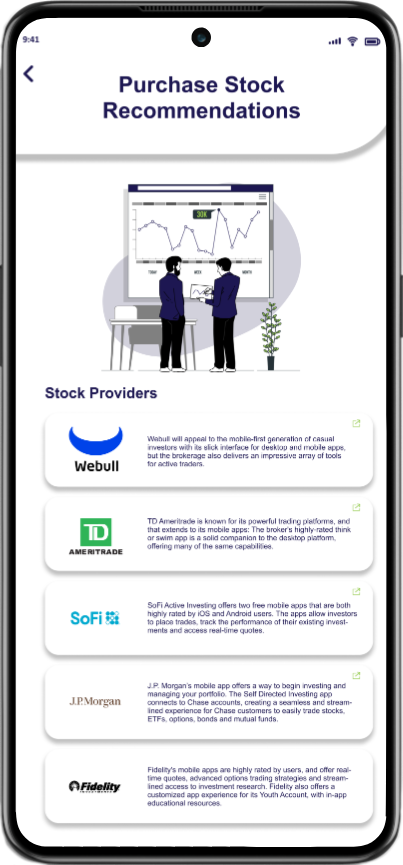 9:41
Purchase Stock
Recommendations
30K
TODAY WEEK MONTH
Stock Providers
Webull
Webull will appeal to the mobile-first generation of casual
investors with its slick interface for desktop and mobile apps,
but the brokerage also delivers an impressive array of tools
for active traders.
TD
AMERITRADE
TD Ameritrade is known for its powerful trading platforms, and
that extends to its mobile apps: The broker's highly-rated think
or swim app is a solid companion to the desktop platform,
offering many of the same capabilities.
SoFi
SoFi Active Investing offers two free mobile apps that are both
highly rated by iOS and Android users. The apps allow investors
to place trades, track the performance of their existing invest-
ments and access real-time quotes.
J.P.Morgan
J.P. Morgan's mobile app offers a way to begin investing and
managing your portfolio. The Self Directed Investing app
connects to Chase accounts, creating a seamless and stream-
lined experience for Chase customers to easily trade stocks,
ETFs, options, bonds and mutual funds.
Fidelity
INVESTMENTS
Fidelity's mobile apps are highly rated by users, and offer real-
time quotes, advanced options trading strategies and stream-
lined access to investment research. Fidelity also offers a
customized app experience for its Youth Account, with in-app
educational resources.